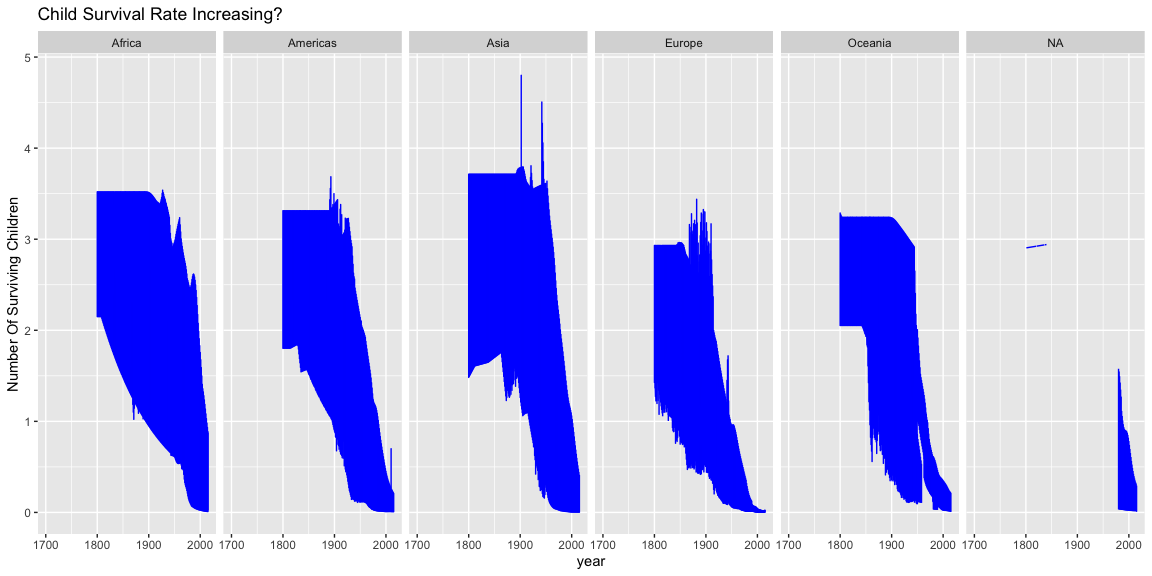 Child Survival Rate Increasing?
Africa Americas Asia Europe Oceania NA
5
4
3
2
1
0
Number Of Surviving Children
1700 1800 1900 2000 1700 1800 1900 2000 1700 1800 1900 2000 1700 1800 1900 2000 1700 1800 1900 2000 1700 1800 1900 2000
year